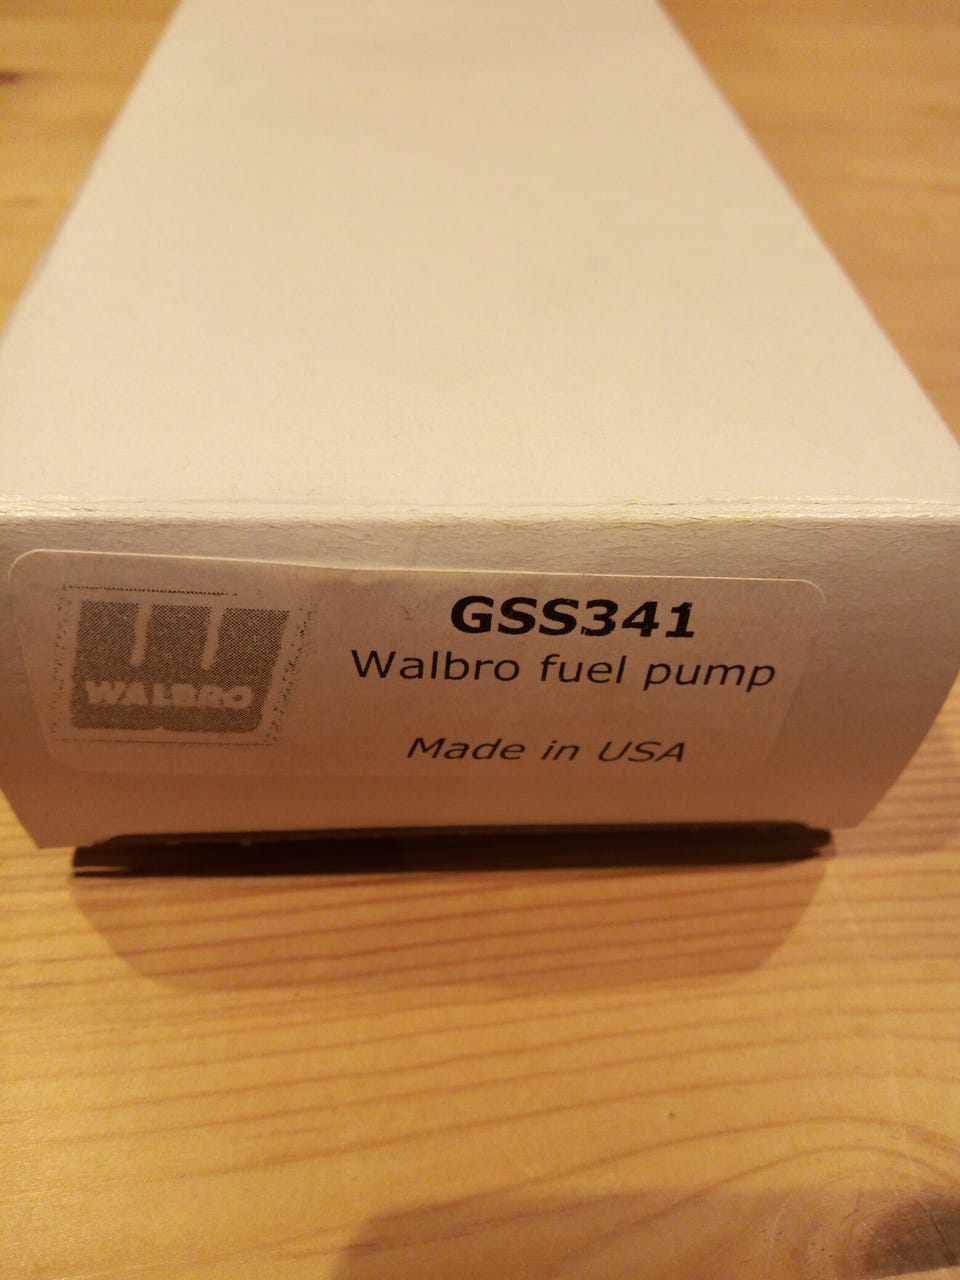 WALBRO
GSS341
Walbro fuel pump
Made in USA